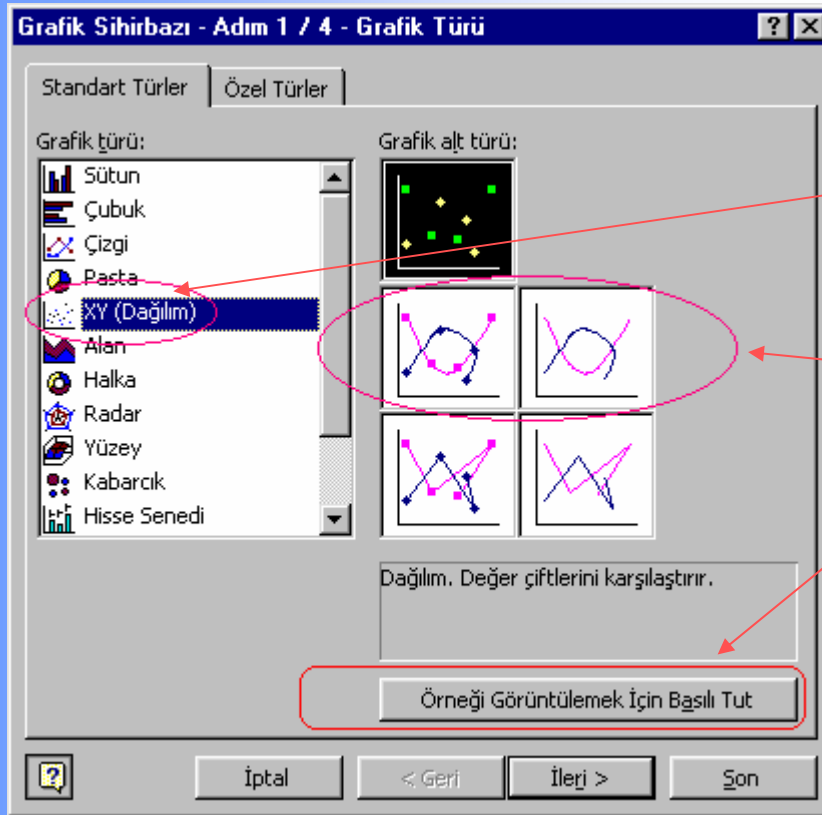 Grafik Sihirbazı - Adım 1 / 4 - Grafik Türü
Standart Türler
Özel Türler
Grafik türü:
Sütun
Çubuk
Çizgi
Pasta
XY (Dağılım)
Alan
Halka
Radar
Yüzey
Kabarcık
Hisse Senedi
Grafik alt türü:
Dağılım. Değer çiftlerini karşılaştırır.
Örneği Görüntülemek İçin Basılı Tut
İptal
< Geri
İleri >
Son